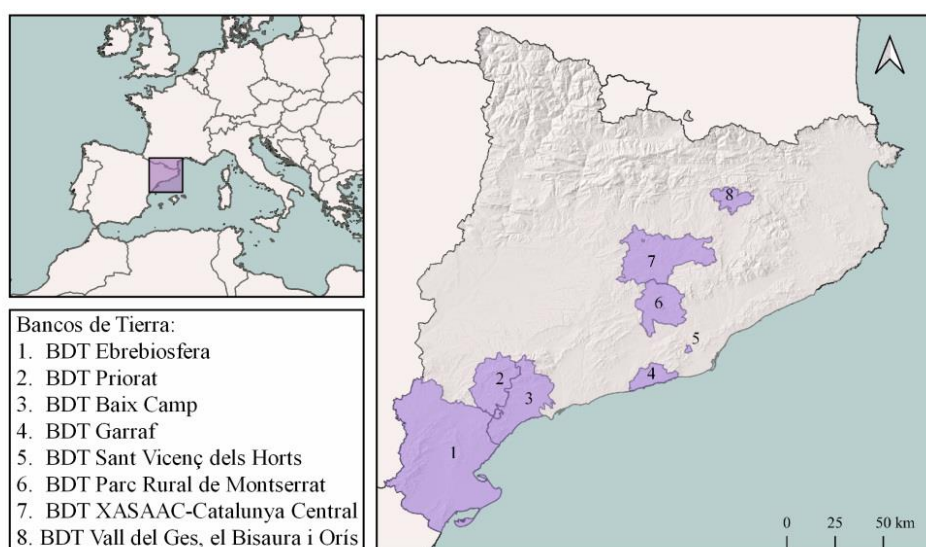 Bancos de Tierra:
1. BDT Ebrebiosfera
2. BDT Priorat
3. BDT Baix Camp
4. BDT Garraf
5. BDT Sant Vicenç dels Horts
6. BDT Parc Rural de Montserrat
7. BDT XASAAC-Catalunya Central
8. BDT Vall del Ges, el Bisaura i Orís
8
7
6
5
4
2
3
1
0 25 50 km